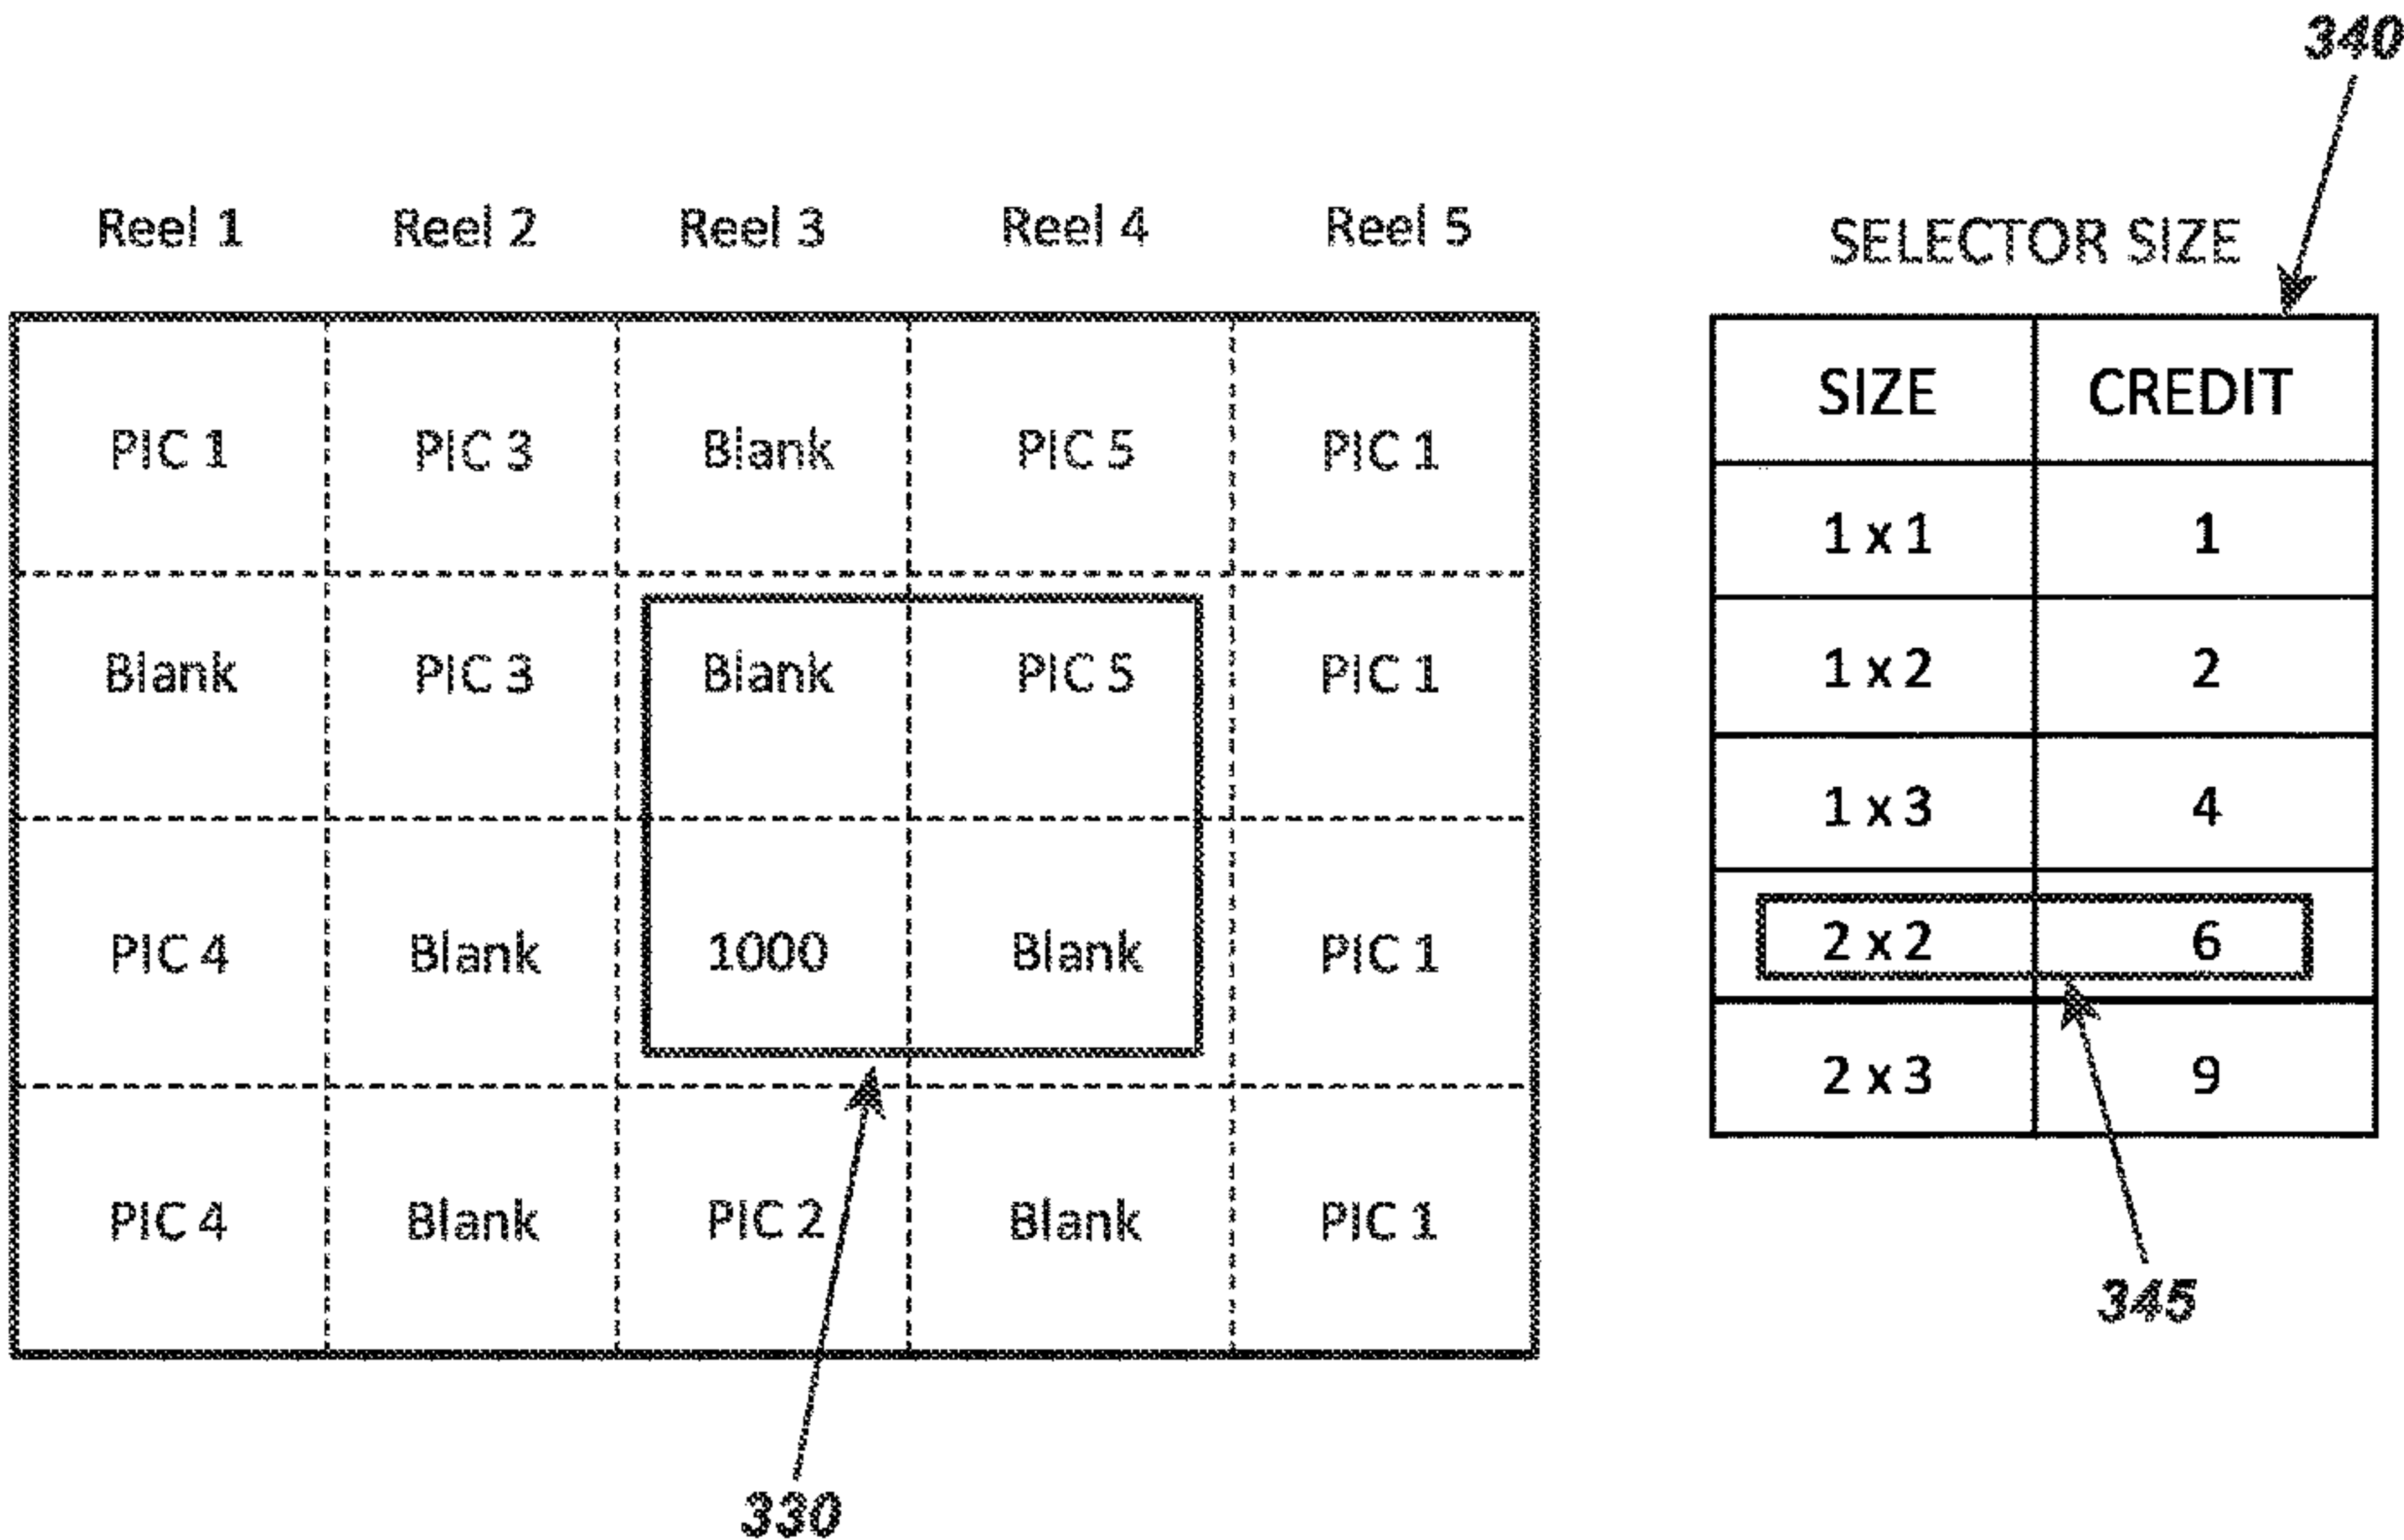 340
Reel 1 Reel 2 Reel 3 Reel 4 Reel 5
SELECTOR SIZE
SIZE CREDIT
PIC 1 PIC 3 Blank PIC 5 PIC 1
1 x 1 1
Blank PIC 3 Blank PIC 5 PIC 1
1 x 2 2
1 x 3 4
PIC 4 Blank 1000 Blank PIC 1
2 x 2 6
2 x 3 9
PIC 4 Blank PIC 2 Blank PIC 1
345
330